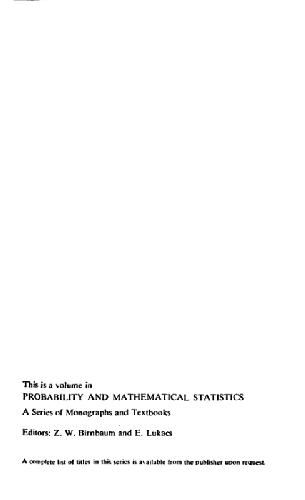 This is a volume in
PROBABILITY AND MATHEMATICAL STATISTICS
A Series of Monographs and Textbooks
Editors: Z. W. Birnbaum and E. Lukacs
A complete list of titles in this series is available from the publisher upon request.